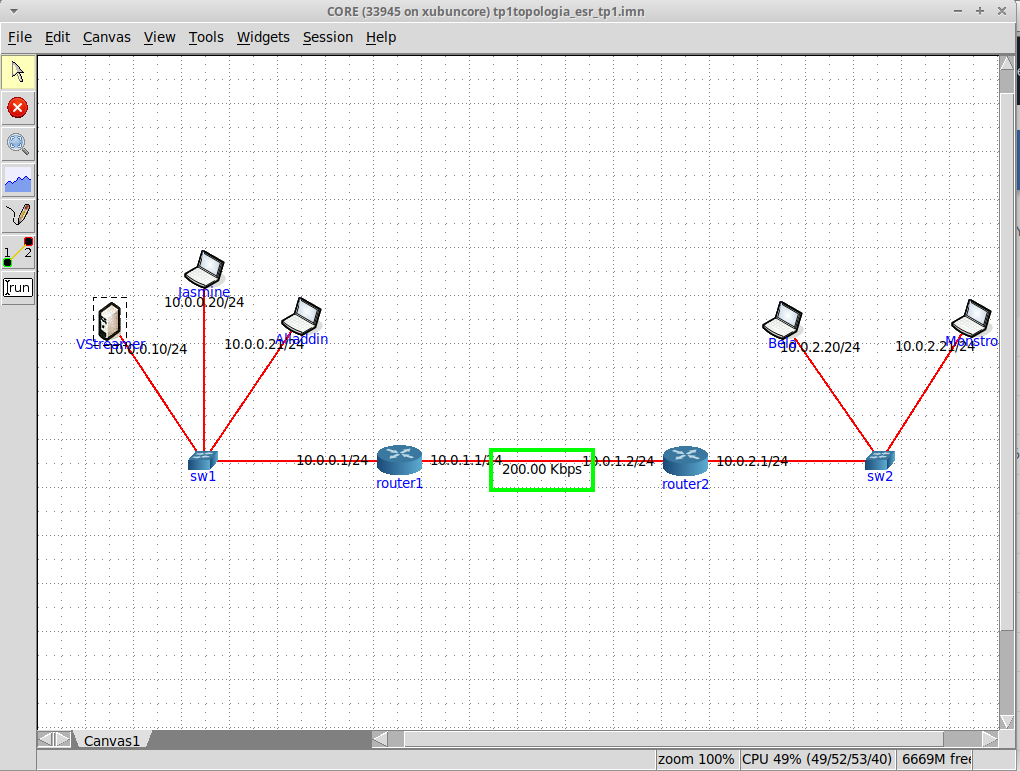 CORE (33945 on xubuncore) tp1topologia_esr_tp1.imn
File Edit Canvas View Tools Widgets Session Help
1 2
run
Jasmine
10.0.0.20/24
VStreamer
10.0.0.10/24
Alladdin
10.0.0.21/24
Bela
10.0.2.20/24
Monstro
10.0.2.21/24
10.0.0.1/24
10.0.1.1/24
200.00 Kbps
10.0.1.2/24
10.0.2.1/24
sw1
router1
router2
sw2
Canvas1
zoom 100% CPU 49% (49/52/53/40) 6669M free